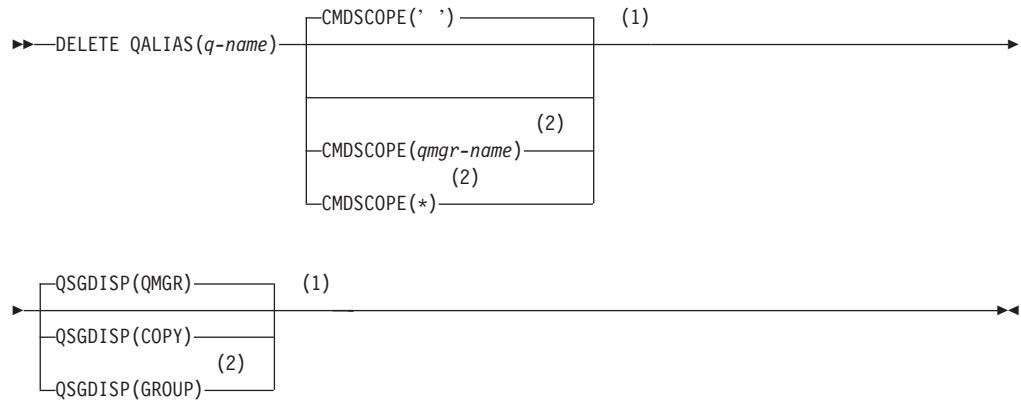 CMDSCOPE(' ') (1)
DELETE QALIAS(q-name)
(2)
CMDSCOPE(qmgr-name)
(2)
CMDSCOPE(*)
QSGDISP(QMGR) (1)
QSGDISP(COPY)
(2)
QSGDISP(GROUP)